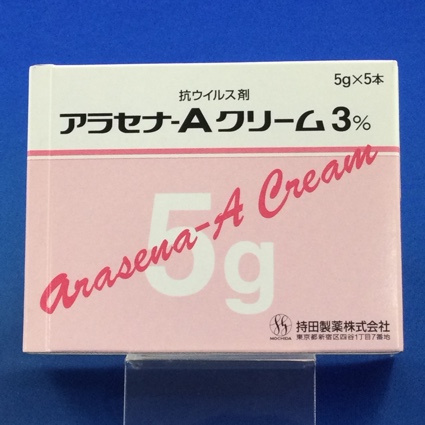 5g×5本
抗ウイルス剤
アラセナ-Aクリーム3%
5g
Arasena-A Cream
MOCHIDA
持田製薬株式会社
東京都新宿区四谷1丁目7番地